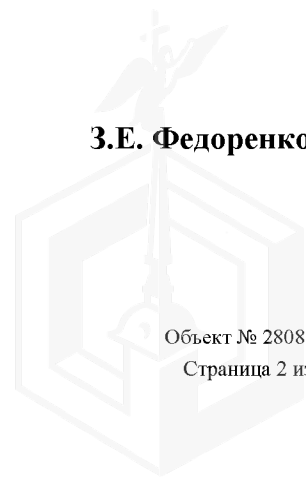 З.Е. Федоренко
Объект № 2808
Страница 2 из